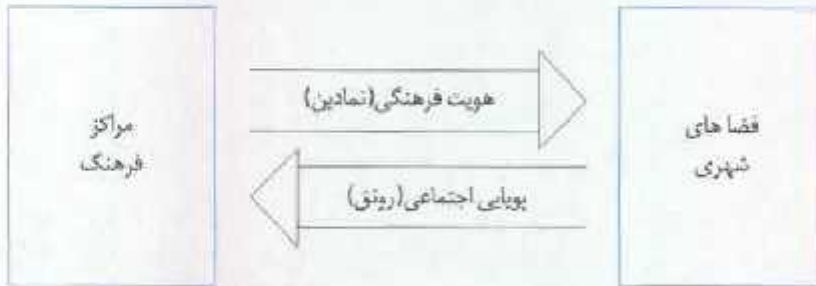 فضا های
شهری
هویت فرهنگی(نمادین)
پویایی اجتماعی(رونق)
مراکز
فرهنگ